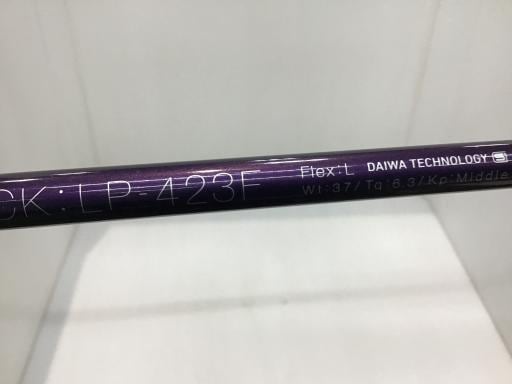 CK:LP-423F
Flex:L DAIWA TECHNOLOGY
Wt:37/Tq:6.3/Kp:Middle